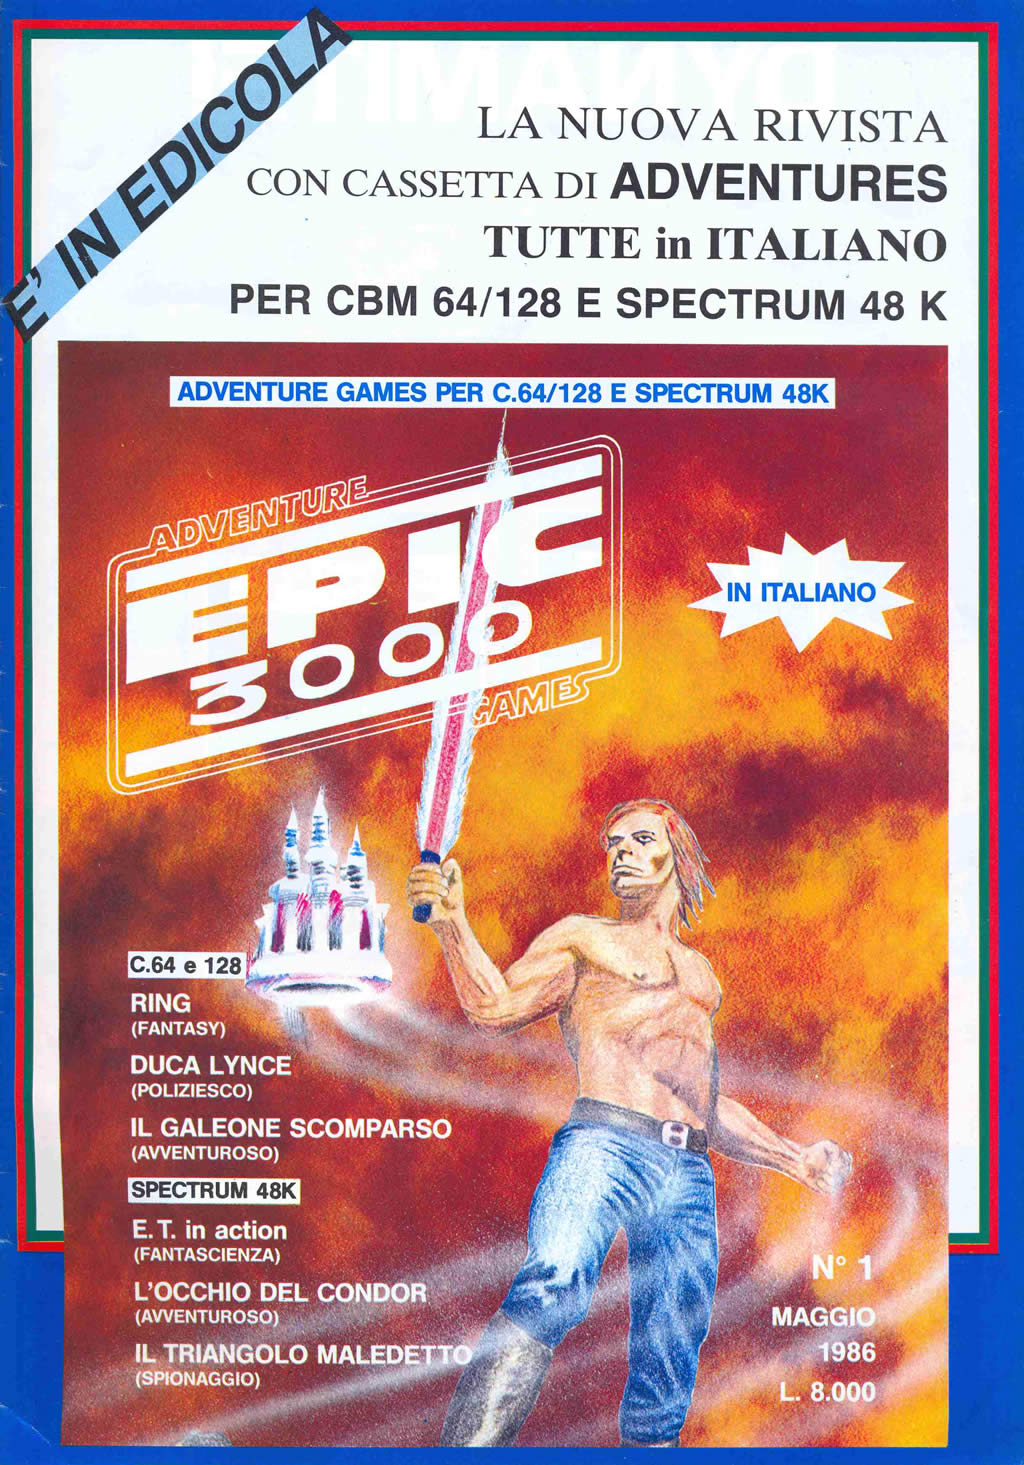 E' IN EDICOLA
LA NUOVA RIVISTA
CON CASSETTA DI ADVENTURES
TUTTE in ITALIANO
PER CBM 64/128 E SPECTRUM 48 K
ADVENTURE GAMES PER C.64/128 E SPECTRUM 48K
ADVENTURE
EPIC
3000
GAMES
IN ITALIANO
C.64 e 128
RING
(FANTASY)
DUCA LYNCE
(POLIZIESCO)
IL GALEONE SCOMPARSO
(AVVENTUROSO)
SPECTRUM 48K
E.T. in action
(FANTASCIENZA)
L'OCCHIO DEL CONDOR
(AVVENTUROSO)
IL TRIANGOLO MALEDETTO
(SPIONAGGIO)
N° 1
MAGGIO
1986
L. 8.000